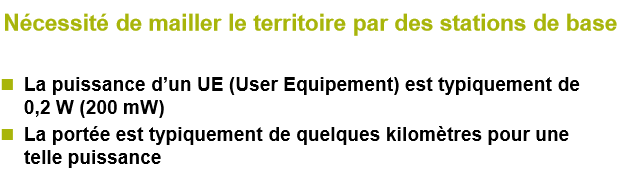 Nécessité de mailler le territoire par des stations de base
La puissance d’un UE (User Equipement) est typiquement de
0,2 W (200 mW)
La portée est typiquement de quelques kilomètres pour une
telle puissance